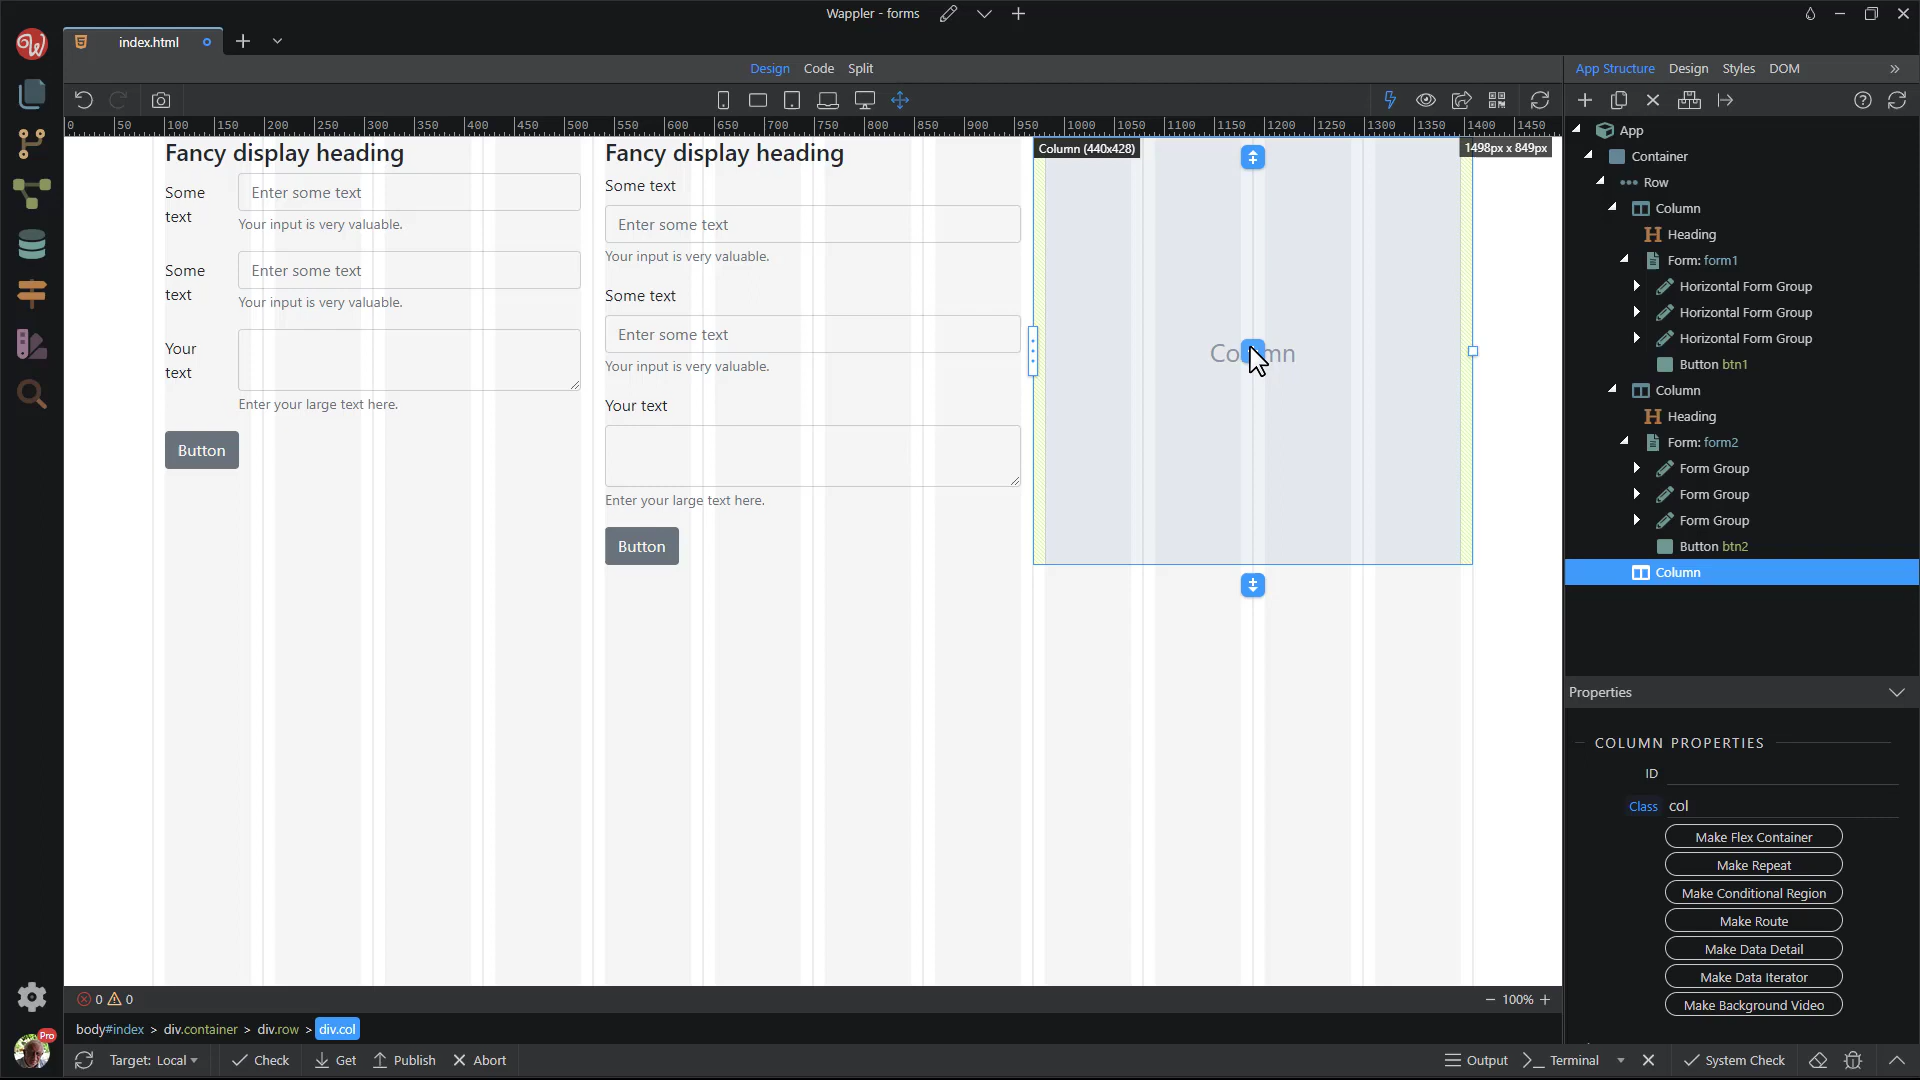 Wappler - forms
index.html
Design Code Split
App Structure Design Styles DOM
0 50 100 150 200 250 300 350 400 450 500 550 600 650 700 750 800 850 900 950 1000 1050 1100 1150 1200 1250 1300 1350 1400 1450
Fancy display heading
Some text
Enter some text
Your input is very valuable.
Some text
Enter some text
Your input is very valuable.
Your text
Enter your large text here.
Button
Fancy display heading
Some text
Enter some text
Your input is very valuable.
Some text
Enter some text
Your input is very valuable.
Your text
Enter your large text here.
Button
Column (440x428)
1498px x 849px
Co mn
App
Container
Row
Column
Heading
Form: form1
Horizontal Form Group
Horizontal Form Group
Horizontal Form Group
Button btn1
Column
Heading
Form: form2
Form Group
Form Group
Form Group
Button btn2
Column
Properties
COLUMN PROPERTIES
ID
Class col
Make Flex Container
Make Repeat
Make Conditional Region
Make Route
Make Data Detail
Make Data Iterator
Make Background Video
0 0
100%
body#index > div.container > div.row > div.col
Pro
Target: Local Check Get Publish Abort
Output Terminal System Check